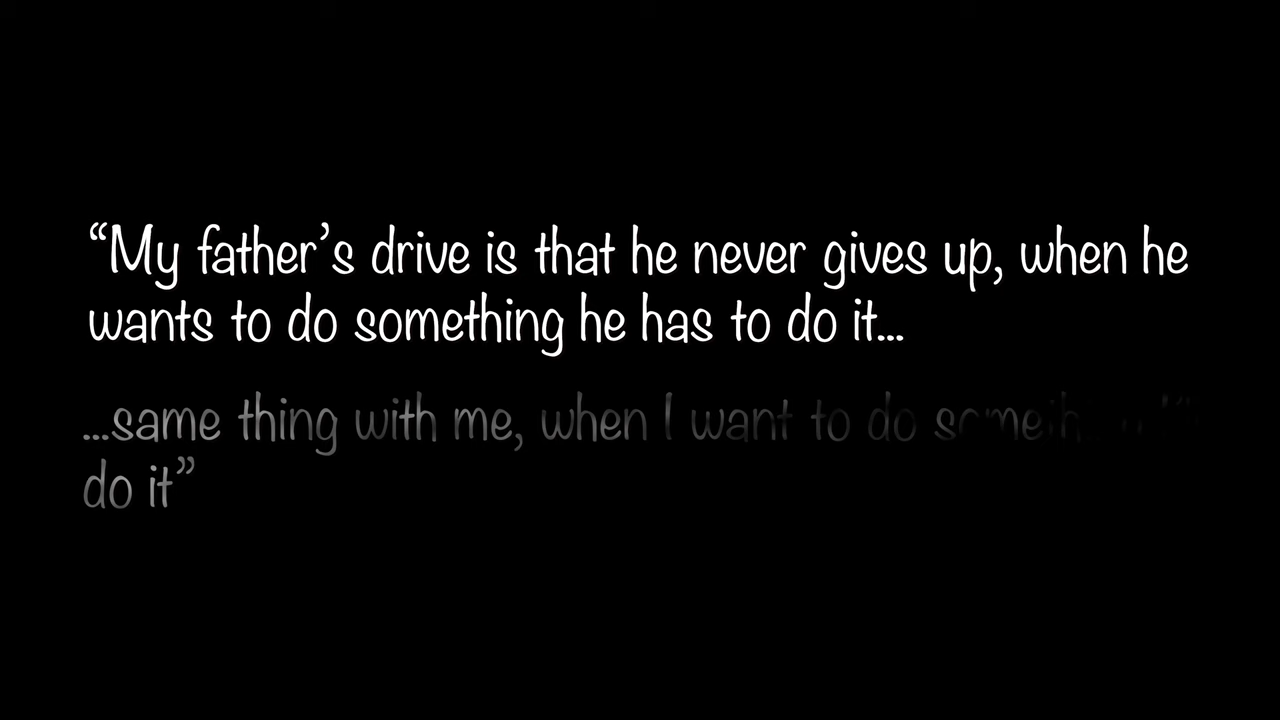 “My father’s drive is that he never gives up, when he
wants to do something he has to do it...
...same thing with me, when I want to do something
do it”